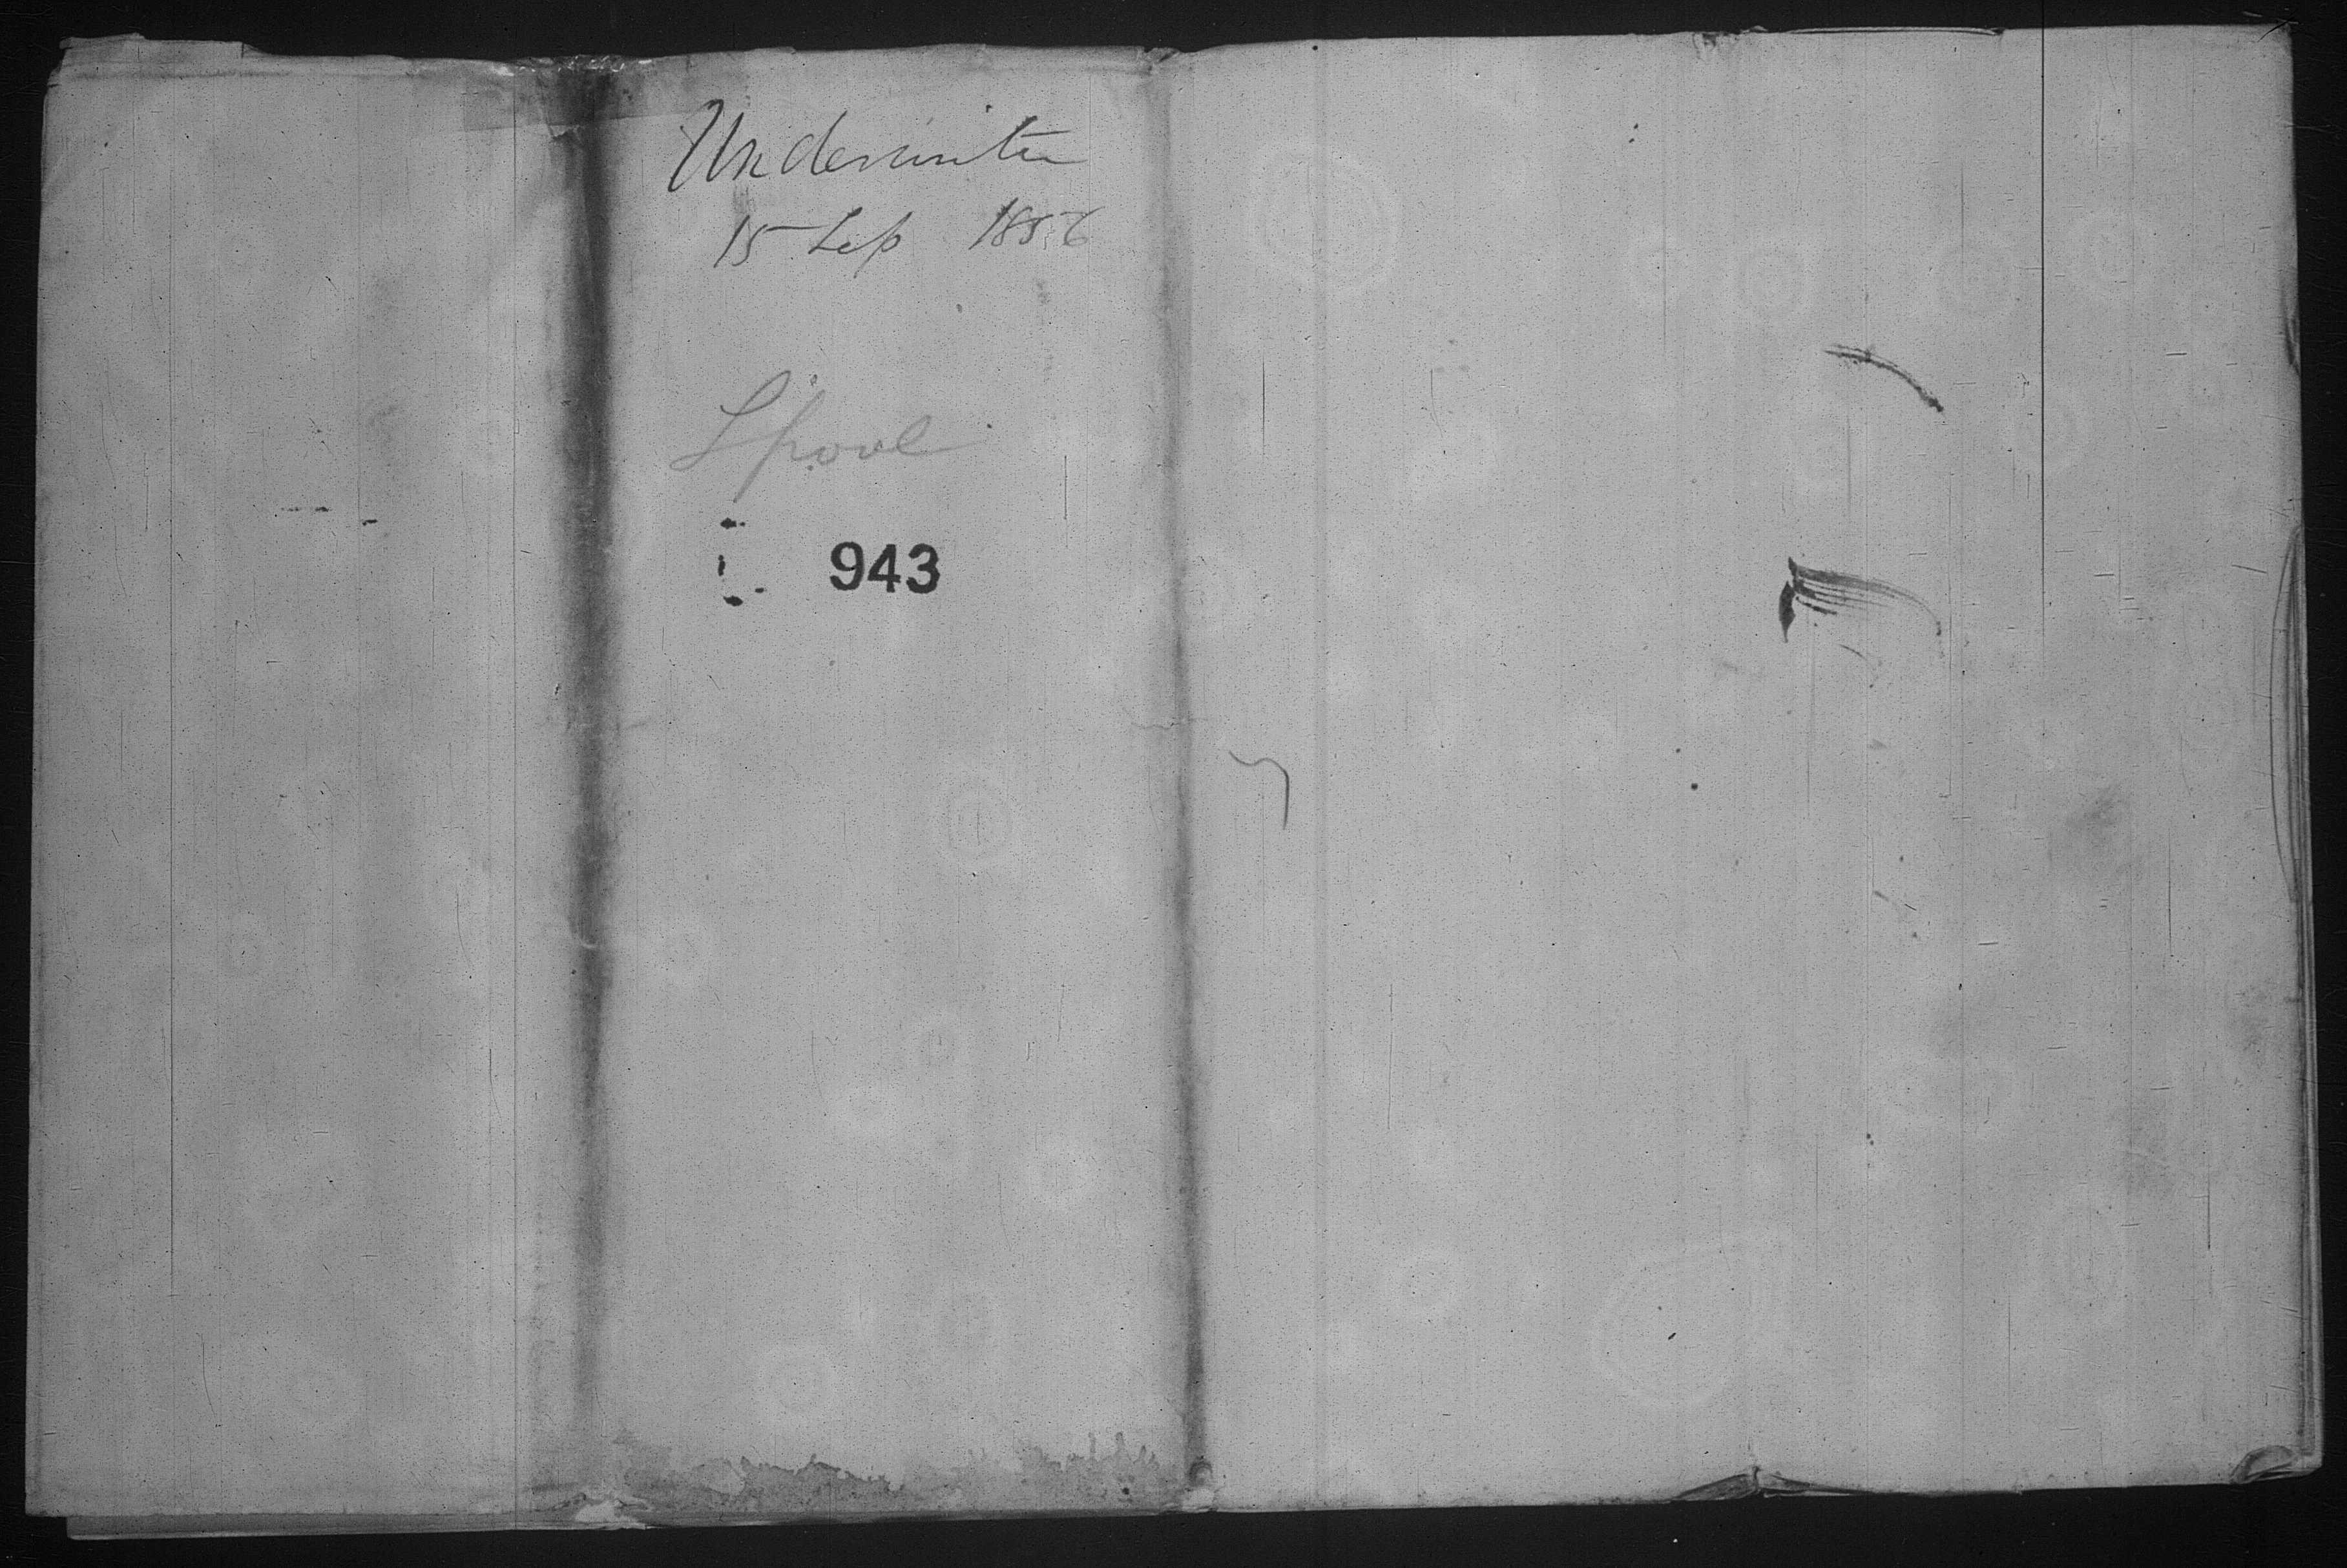 Underwriter
15 Sep 1856
L'pool
943